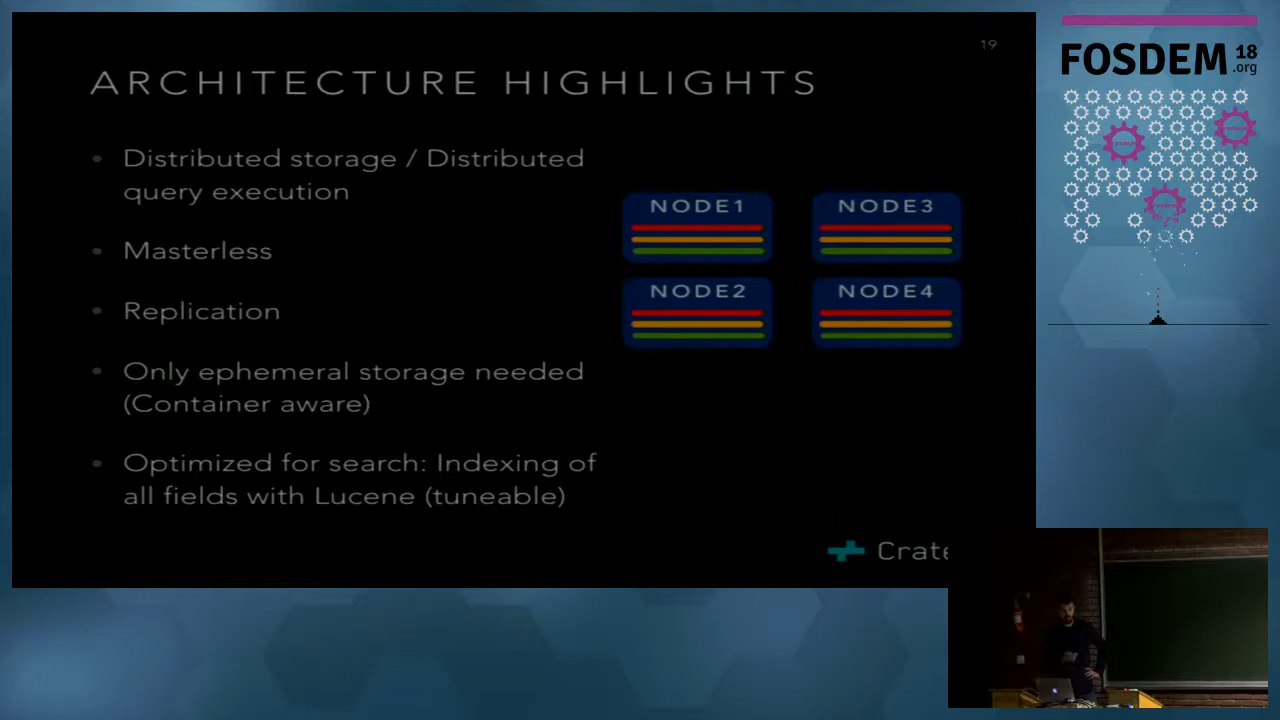 19
ARCHITECTURE HIGHLIGHTS
• Distributed storage / Distributed
query execution
• Masterless
• Replication
• Only ephemeral storage needed
(Container aware)
• Optimized for search: Indexing of
all fields with Lucene (tuneable)
NODE1
NODE3
NODE2
NODE4
Crate
FOSDEM 18
.org